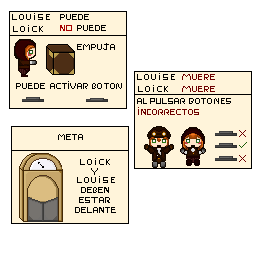 LOUISE PUEDE
LOICK NO PUEDE
EMPUJA
PUEDE ACTIVAR BOTON
LOUISE MUERE
LOICK MUERE
AL PULSAR BOTONES
INCORRECTOS
META
LOICK
Y
LOUISE
DEBEN
ESTAR
DELANTE